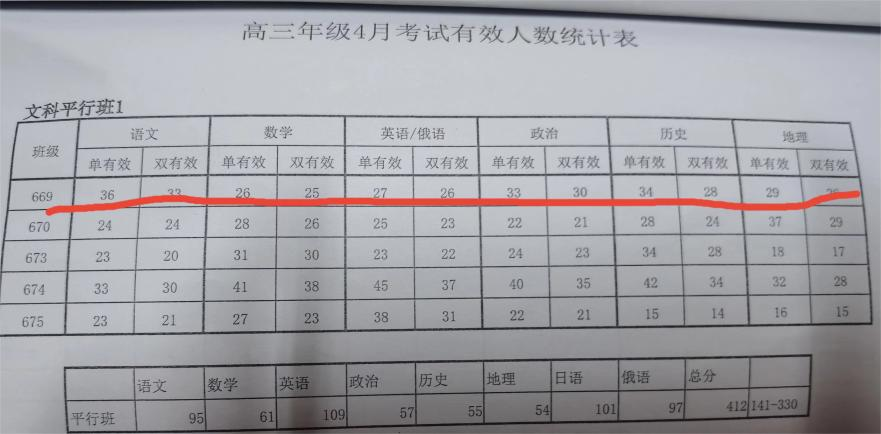 高三年级4月考试有效人数统计表
文科平行班1
班级 语文 数学 英语/俄语 政治 历史 地理
单有效 双有效 单有效 双有效 单有效 双有效 单有效 双有效 单有效 双有效 单有效 双有效
669 36 33 26 25 27 26 33 30 34 28 29
670 24 24 28 26 25 23 22 21 28 24 37 29
673 23 20 31 30 23 22 24 23 34 28 18 17
674 33 30 41 38 45 37 40 35 42 34 32 28
675 23 21 27 23 38 31 22 21 15 14 16 15
语文 数学 英语 政治 历史 地理 日语 俄语 总分
平行班 95 61 109 57 55 54 101 97 412 141-330